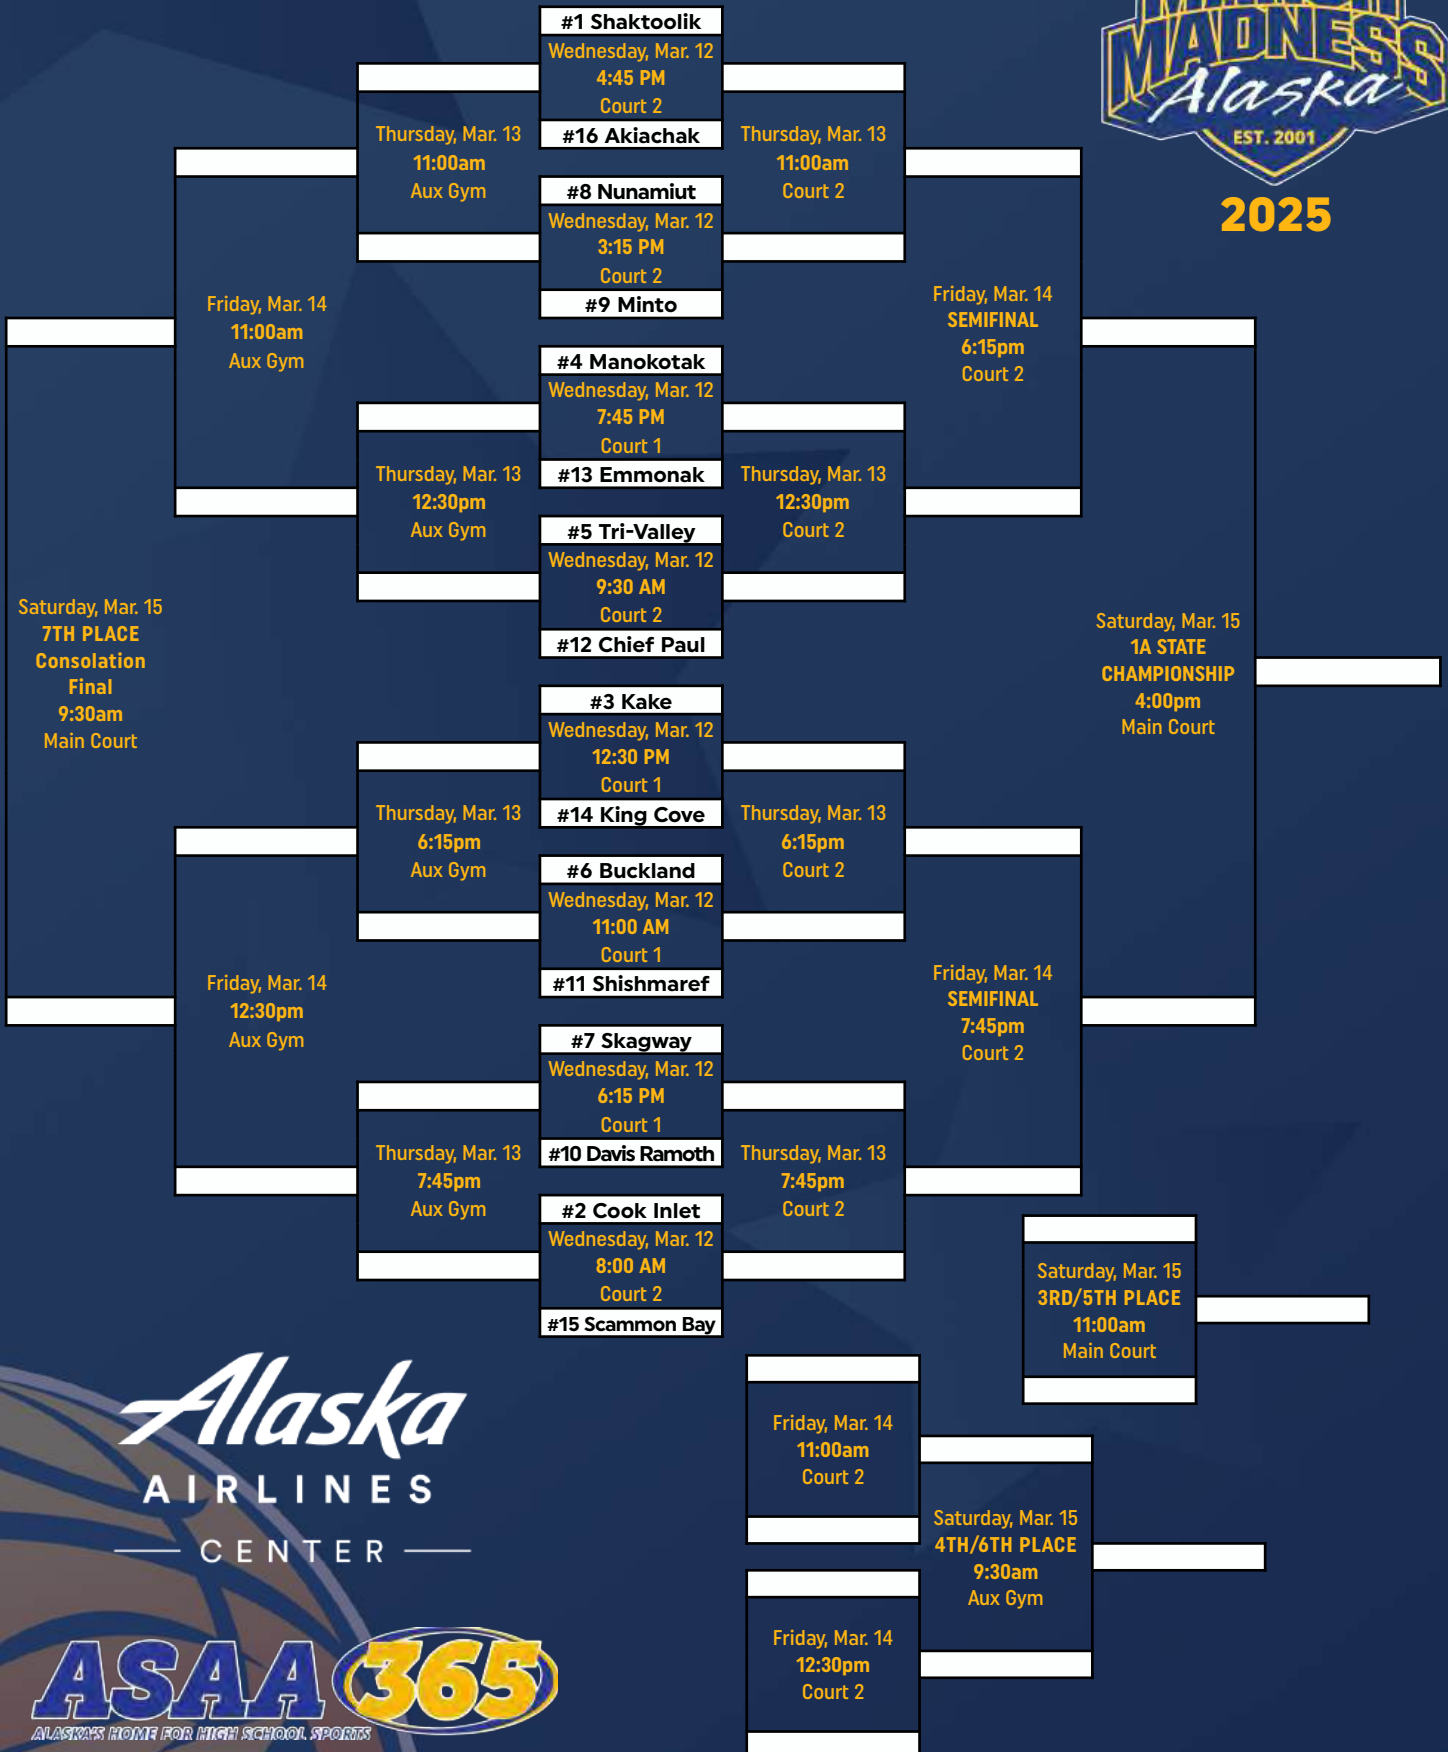 #1 Shaktoolik
Wednesday, Mar. 12
4:45 PM
Court 2
#16 Akiachak
#8 Nunamiut
Wednesday, Mar. 12
3:15 PM
Court 2
#9 Minto
#4 Manokotak
Wednesday, Mar. 12
7:45 PM
Court 1
#13 Emmonak
#5 Tri-Valley
Wednesday, Mar. 12
9:30 AM
Court 2
#12 Chief Paul
#3 Kake
Wednesday, Mar. 12
12:30 PM
Court 1
#14 King Cove
#6 Buckland
Wednesday, Mar. 12
11:00 AM
Court 1
#11 Shishmaref
#7 Skagway
Wednesday, Mar. 12
6:15 PM
Court 1
#10 Davis Ramoth
#2 Cook Inlet
Wednesday, Mar. 12
8:00 AM
Court 2
#15 Scammon Bay
Thursday, Mar. 13
11:00am
Aux Gym
Thursday, Mar. 13
12:30pm
Aux Gym
Thursday, Mar. 13
6:15pm
Aux Gym
Thursday, Mar. 13
7:45pm
Aux Gym
Friday, Mar. 14
11:00am
Aux Gym
Friday, Mar. 14
12:30pm
Aux Gym
Saturday, Mar. 15
7TH PLACE
Consolation
Final
9:30am
Main Court
Thursday, Mar. 13
11:00am
Court 2
Thursday, Mar. 13
12:30pm
Court 2
Thursday, Mar. 13
6:15pm
Court 2
Thursday, Mar. 13
7:45pm
Court 2
Friday, Mar. 14
SEMIFINAL
6:15pm
Court 2
Friday, Mar. 14
SEMIFINAL
7:45pm
Court 2
Saturday, Mar. 15
1A STATE
CHAMPIONSHIP
4:00pm
Main Court
MADNESS
Alaska
EST. 2001
2025
Saturday, Mar. 15
3RD/5TH PLACE
11:00am
Main Court
Friday, Mar. 14
11:00am
Court 2
Saturday, Mar. 15
4TH/6TH PLACE
9:30am
Aux Gym
Friday, Mar. 14
12:30pm
Court 2
Alaska
AIRLINES
CENTER
ASAA 365
ALASKA'S HOME FOR HIGH SCHOOL SPORTS